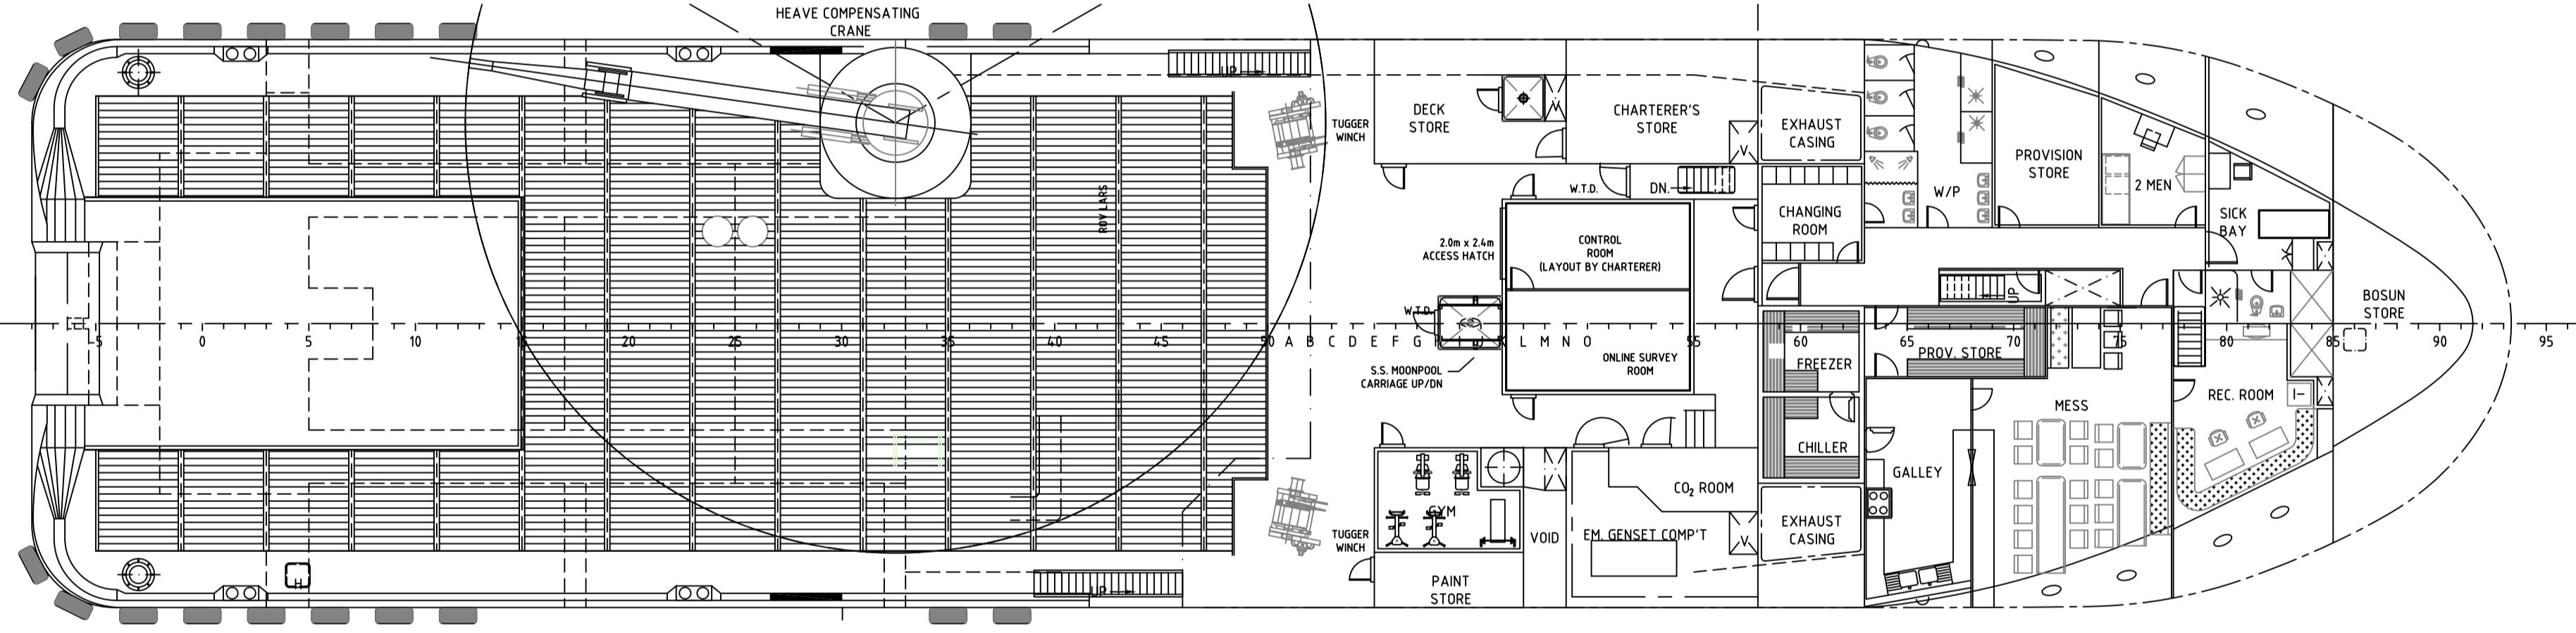 HEAVE COMPENSATING
CRANE
UP
TUGGER
WINCH
DECK
STORE
V
CHARTERER'S
STORE
V
EXHAUST
CASING
PROVISION
STORE
2 MEN
W/P
W.T.D.
DN.
CHANGING
ROOM
SICK
BAY
ROV LARS
2.0m x 2.4m
ACCESS HATCH
CONTROL
ROOM
(LAYOUT BY CHARTERER)
UP
BOSUN
STORE
W.T.D.
-5 0 5 10 15 20 25 30 35 40 45 50 A B C D E F G H I J K L M N O 55 60 65 70 75 80 85 90 95
ONLINE SURVEY
ROOM
S.S. MOONPOOL
CARRIAGE UP/DN
FREEZER
PROV. STORE
REC. ROOM
MESS
CHILLER
GALLEY
CO₂ ROOM
GYM
TUGGER
WINCH
VOID
EM. GENSET COMP'T
V
EXHAUST
CASING
H
UP
PAINT
STORE